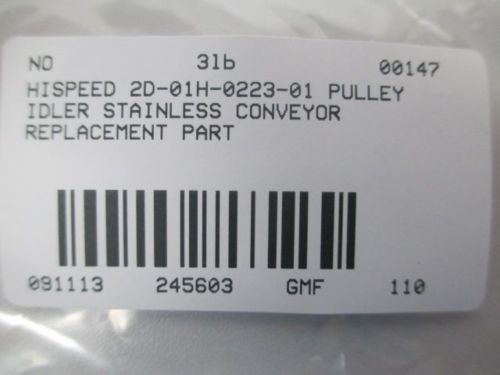 NO 3lb 00147
HISPEED 2D-01H-0223-01 PULLEY
IDLER STAINLESS CONVEYOR
REPLACEMENT PART
091113 245603 GMF 110